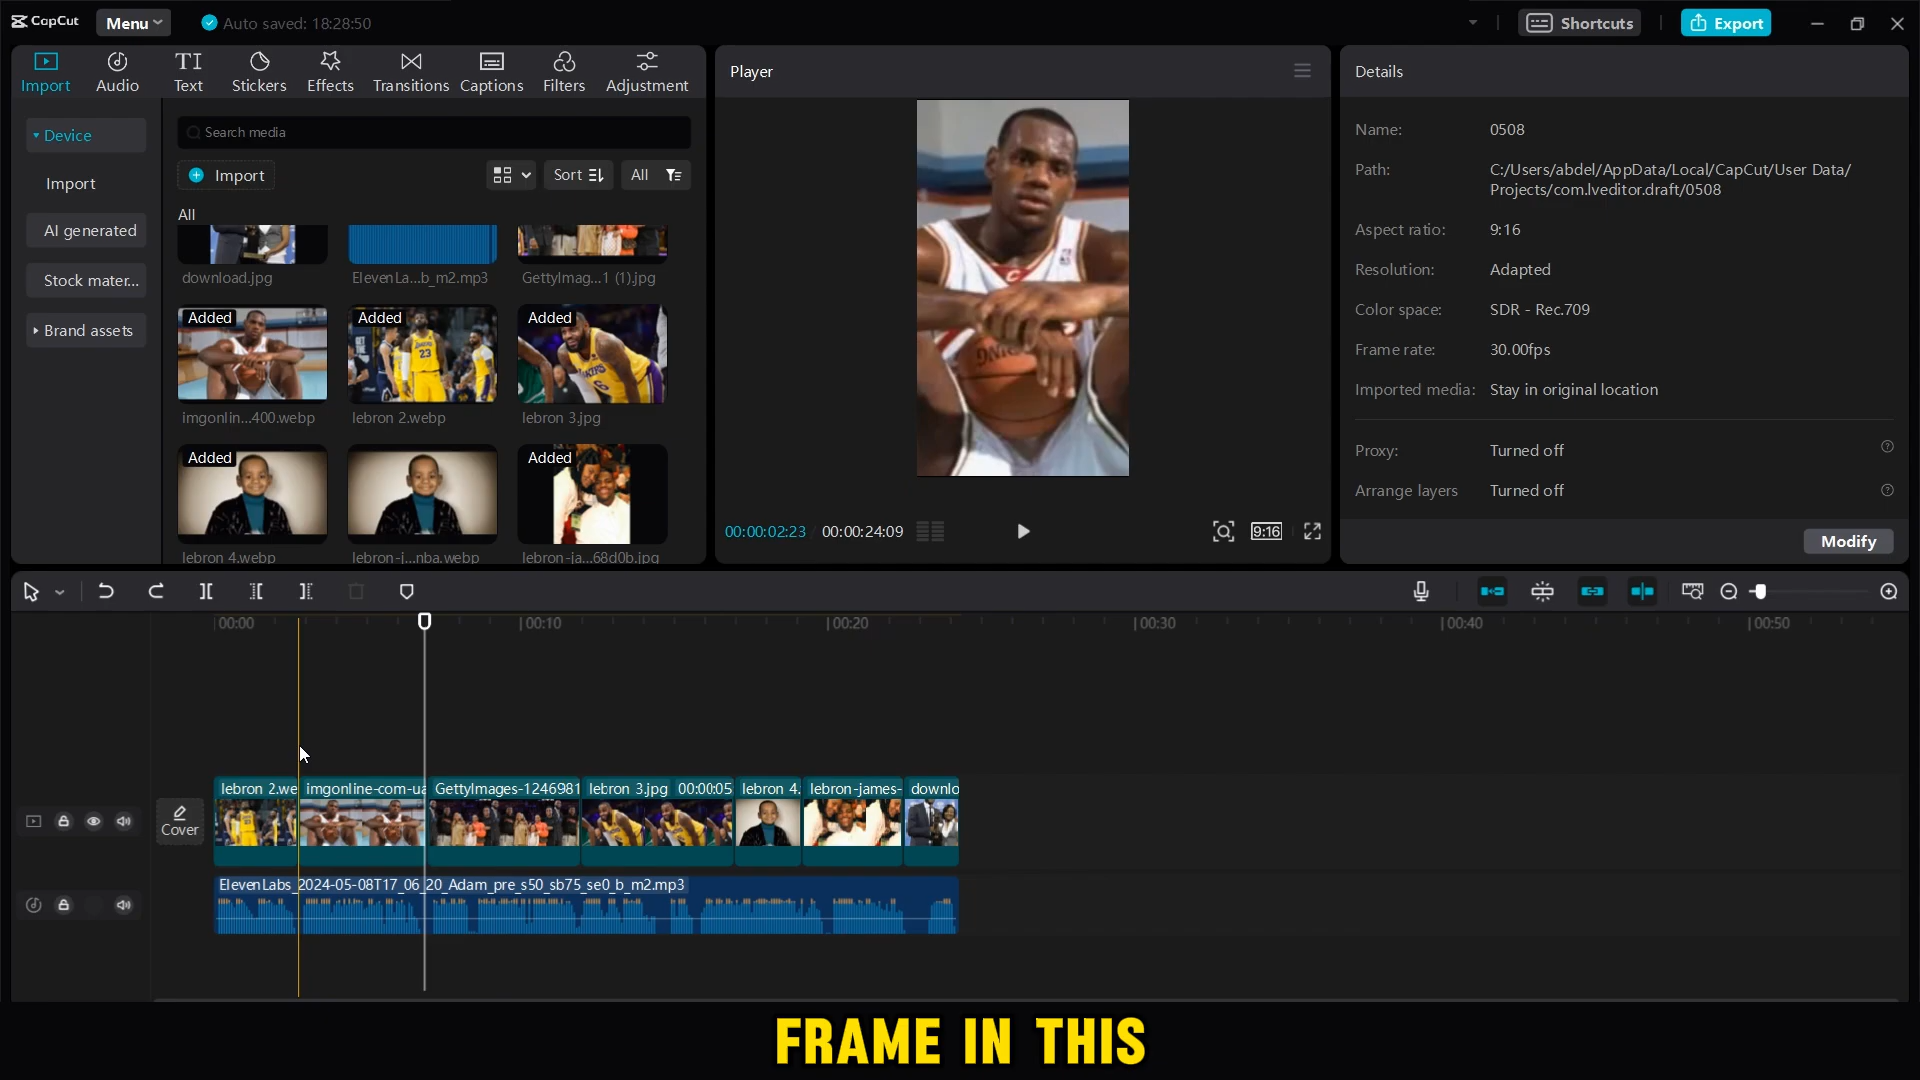 CapCut
Menu
Auto saved: 18:28:50
Shortcuts
Export
Import
Audio
Text
Stickers
Effects
Transitions
Captions
Filters
Adjustment
Player
Details
Device
Import
AI generated
Stock mater...
Brand assets
Search media
Import
Sort
All
All
download.jpg
ElevenLa...b_m2.mp3
GettyImag...1 (1).jpg
Added
Added
Added
imgonlin...400.webp
lebron 2.webp
lebron 3.jpg
Added
Added
lebron 4.webp
lebron-j...nba.webp
lebron-ja...68d0b.jpg
00:00:02:23
00:00:24:09
9:16
Name: 0508
Path: C:/Users/abdel/AppData/Local/CapCut/User Data/
Projects/com.lveditor.draft/0508
Aspect ratio: 9:16
Resolution: Adapted
Color space: SDR - Rec.709
Frame rate: 30.00fps
Imported media: Stay in original location
Proxy: Turned off
Arrange layers Turned off
Modify
00:00
00:10
00:20
00:30
00:40
00:50
Cover
lebron 2.we
imgonline-com-ua
GettyImages-1246981
lebron 3.jpg 00:00:05
lebron 4.
lebron-james-
downlo
ElevenLabs_2024-05-08T17_06_20_Adam_pre_s50_sb75_se0_b_m2.mp3
FRAME IN THIS